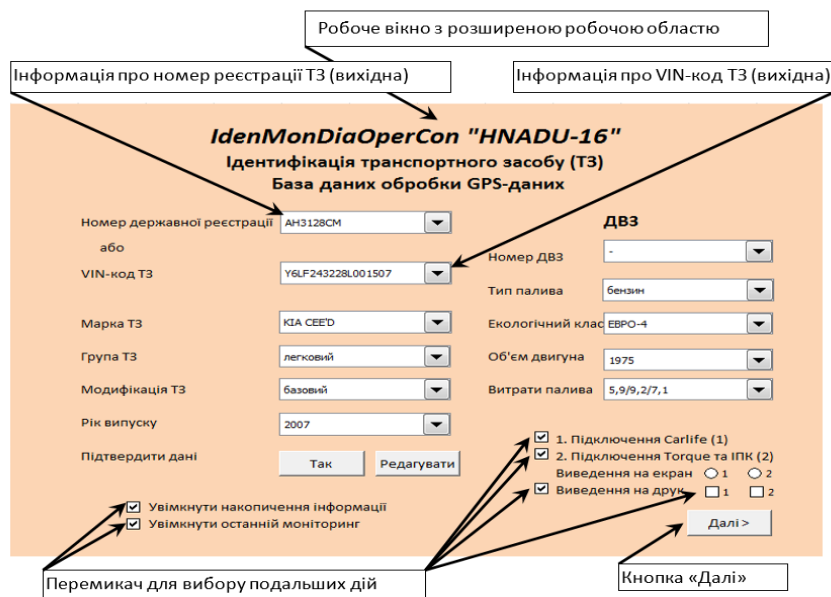 Робоче вікно з розширеною робочою областю
Інформація про номер реєстрації ТЗ (вихідна)
Інформація про VIN-код ТЗ (вихідна)
IdenMonDiaOperCon "HNADU-16"
Ідентифікація транспортного засобу (ТЗ)
База даних обробки GPS-даних
Номер державної реєстрації АН3128СМ
або
VIN-код ТЗ Y6LF243228L001507
Марка ТЗ KIA CEE'D
Група ТЗ легковий
Модифікація ТЗ базовий
Рік випуску 2007
Підтвердити дані Так Редагувати
ДВЗ
Номер ДВЗ -
Тип палива бензин
Екологічний клас ЕВРО-4
Об'єм двигуна 1975
Витрати палива 5,9/9,2/7,1
1. Підключення Carlife (1)
2. Підключення Torque та ІПК (2)
Виведення на екран 1 2
Виведення на друк 1 2
Увімкнути накопичення інформації
Увімкнути останній моніторинг
Далі >
Перемикач для вибору подальших дій
Кнопка «Далі»